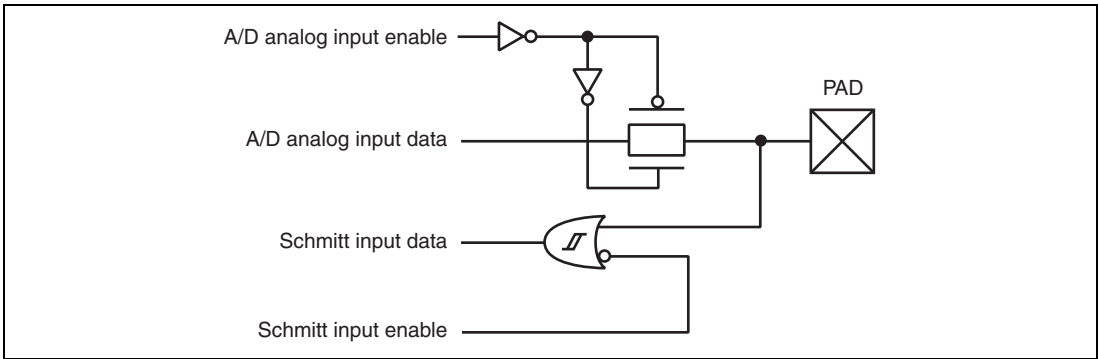 A/D analog input enable
PAD
A/D analog input data
Schmitt input data
Schmitt input enable